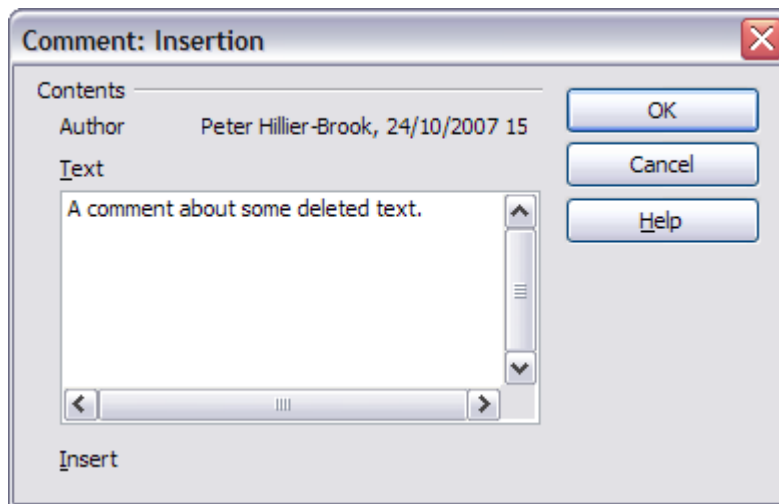 Comment: Insertion
Contents
Author Peter Hillier-Brook, 24/10/2007 15
Text
A comment about some deleted text.
Insert
OK
Cancel
Help